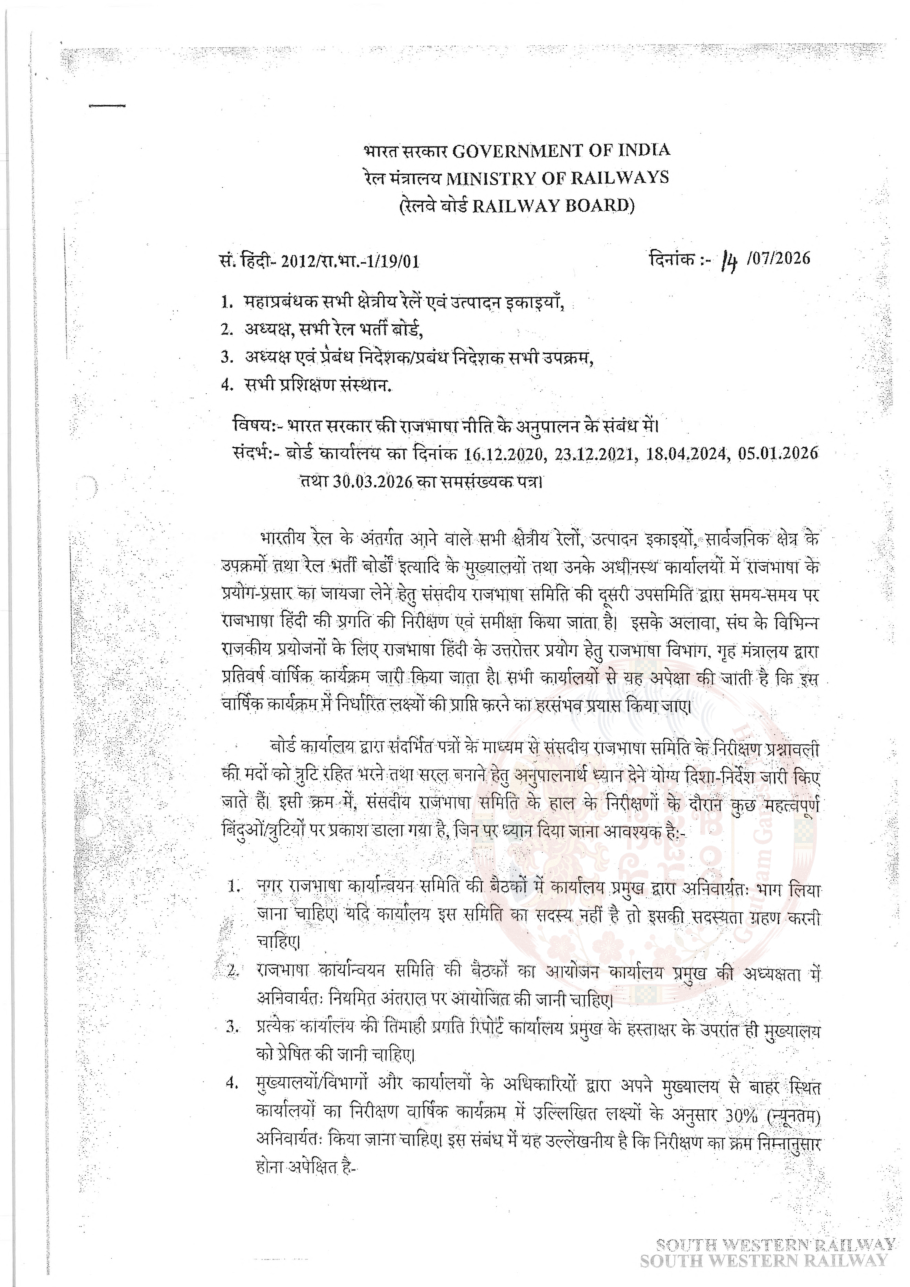 भारत सरकार GOVERNMENT OF INDIA
रेल मंत्रालय MINISTRY OF RAILWAYS
(रेलवे बोर्ड RAILWAY BOARD)
सं. हिंदी- 2012/रा.भा.-1/19/01 दिनांक :- 14 /07/2026
1. महाप्रबंधक सभी क्षेत्रीय रेलें एवं उत्पादन इकाइयाँ,
2. अध्यक्ष, सभी रेल भर्ती बोर्ड,
3. अध्यक्ष एवं प्रबंध निदेशक/प्रबंध निदेशक सभी उपक्रम,
4. सभी प्रशिक्षण संस्थान.
विषय:- भारत सरकार की राजभाषा नीति के अनुपालन के संबंध में।
संदर्भ:- बोर्ड कार्यालय का दिनांक 16.12.2020, 23.12.2021, 18.04.2024, 05.01.2026
तथा 30.03.2026 का समसंख्यक पत्र।
भारतीय रेल के अंतर्गत आने वाले सभी क्षेत्रीय रेलों, उत्पादन इकाइयों, सार्वजनिक क्षेत्र के
उपक्रमों तथा रेल भर्ती बोर्डों इत्यादि के मुख्यालयों तथा उनके अधीनस्थ कार्यालयों में राजभाषा के
प्रयोग-प्रसार का जायजा लेने हेतु संसदीय राजभाषा समिति की दूसरी उपसमिति द्वारा समय-समय पर
राजभाषा हिंदी की प्रगति की निरीक्षण एवं समीक्षा किया जाता है। इसके अलावा, संघ के विभिन्न
राजकीय प्रयोजनों के लिए राजभाषा हिंदी के उत्तरोत्तर प्रयोग हेतु राजभाषा विभाग, गृह मंत्रालय द्वारा
प्रतिवर्ष वार्षिक कार्यक्रम जारी किया जाता है। सभी कार्यालयों से यह अपेक्षा की जाती है कि इस
वार्षिक कार्यक्रम में निर्धारित लक्ष्यों की प्राप्ति करने का हरसंभव प्रयास किया जाए।
बोर्ड कार्यालय द्वारा संदर्भित पत्रों के माध्यम से संसदीय राजभाषा समिति के निरीक्षण प्रश्नावली
की मदों को त्रुटि रहित भरने तथा सरल बनाने हेतु अनुपालनार्थ ध्यान देने योग्य दिशा-निर्देश जारी किए
जाते हैं। इसी क्रम में, संसदीय राजभाषा समिति के हाल के निरीक्षणों के दौरान कुछ महत्वपूर्ण
बिंदुओं/त्रुटियों पर प्रकाश डाला गया है, जिन पर ध्यान दिया जाना आवश्यक है:-
1. नगर राजभाषा कार्यान्वयन समिति की बैठकों में कार्यालय प्रमुख द्वारा अनिवार्यतः भाग लिया
जाना चाहिए। यदि कार्यालय इस समिति का सदस्य नहीं है तो इसकी सदस्यता ग्रहण करनी
चाहिए।
2. राजभाषा कार्यान्वयन समिति की बैठकों का आयोजन कार्यालय प्रमुख की अध्यक्षता में
अनिवार्यतः नियमित अंतराल पर आयोजित की जानी चाहिए।
3. प्रत्येक कार्यालय की तिमाही प्रगति रिपोर्ट कार्यालय प्रमुख के हस्ताक्षर के उपरांत ही मुख्यालय
को प्रेषित की जानी चाहिए।
4. मुख्यालयों/विभागों और कार्यालयों के अधिकारियों द्वारा अपने मुख्यालय से बाहर स्थित
कार्यालयों का निरीक्षण वार्षिक कार्यक्रम में उल्लिखित लक्ष्यों के अनुसार 30% (न्यूनतम)
अनिवार्यतः किया जाना चाहिए। इस संबंध में यह उल्लेखनीय है कि निरीक्षण का क्रम निम्नानुसार
होना अपेक्षित है-
SOUTH WESTERN RAILWAY
SOUTH WESTERN RAILWAY